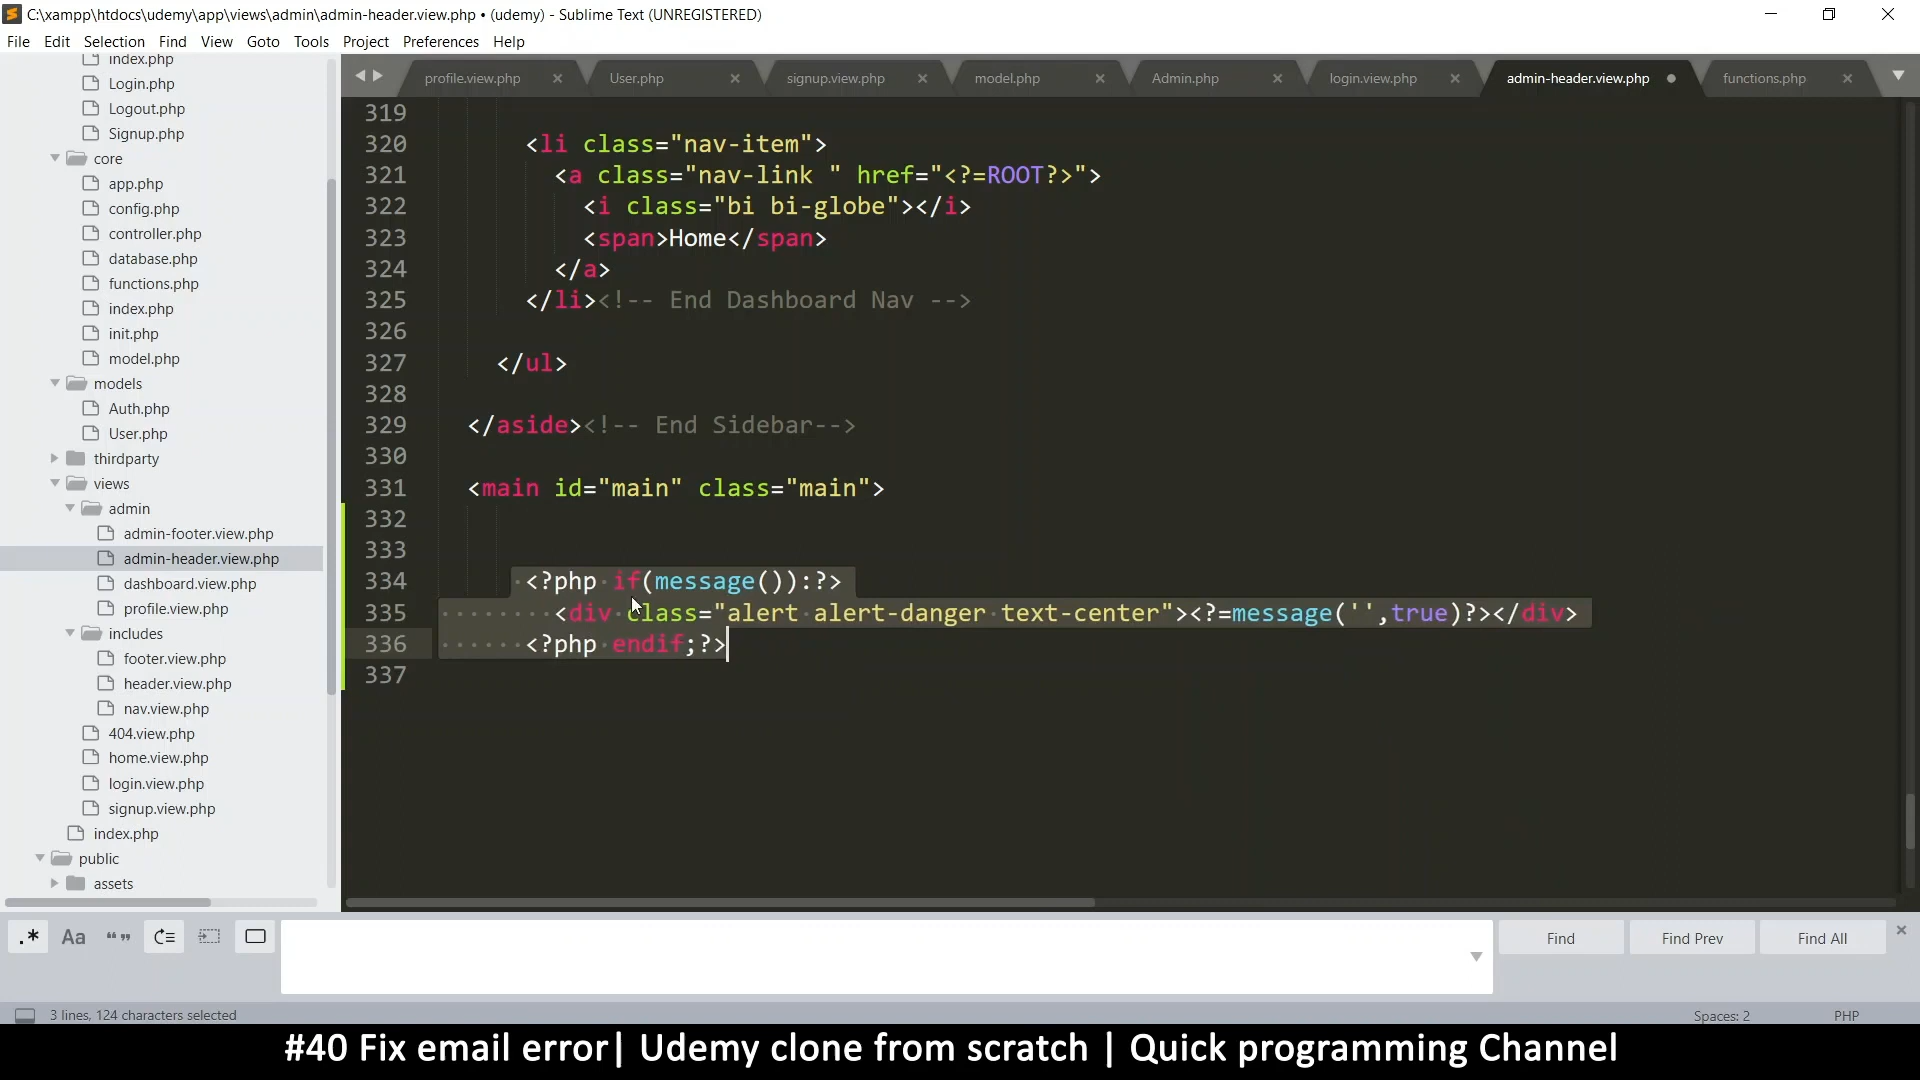 C:\xampp\htdocs\udemy\app\views\admin\admin-header.view.php • (udemy) - Sublime Text (UNREGISTERED)
File Edit Selection Find View Goto Tools Project Preferences Help
index.php
Login.php
Logout.php
Signup.php
core
app.php
config.php
controller.php
database.php
functions.php
index.php
init.php
model.php
models
Auth.php
User.php
thirdparty
views
admin
admin-footer.view.php
admin-header.view.php
dashboard.view.php
profile.view.php
includes
footer.view.php
header.view.php
nav.view.php
404.view.php
home.view.php
login.view.php
signup.view.php
index.php
public
assets
profile.view.php User.php signup.view.php model.php Admin.php login.view.php admin-header.view.php functions.php
319
320 <li class="nav-item">
321 <a class="nav-link " href="<?=ROOT?>">
322 <i class="bi bi-globe"></i>
323 <span>Home</span>
324 </a>
325 </li><!-- End Dashboard Nav -->
326
327 </ul>
328
329 </aside><!-- End Sidebar-->
330
331 <main id="main" class="main">
332
333
334 <?php if(message()):?>
335 <div class="alert alert-danger text-center"><?=message('',true)?></div>
336 <?php endif;?>
337
.* Aa “” Find Find Prev Find All
3 lines, 124 characters selected Spaces: 2 PHP
#40 Fix email error| Udemy clone from scratch | Quick programming Channel